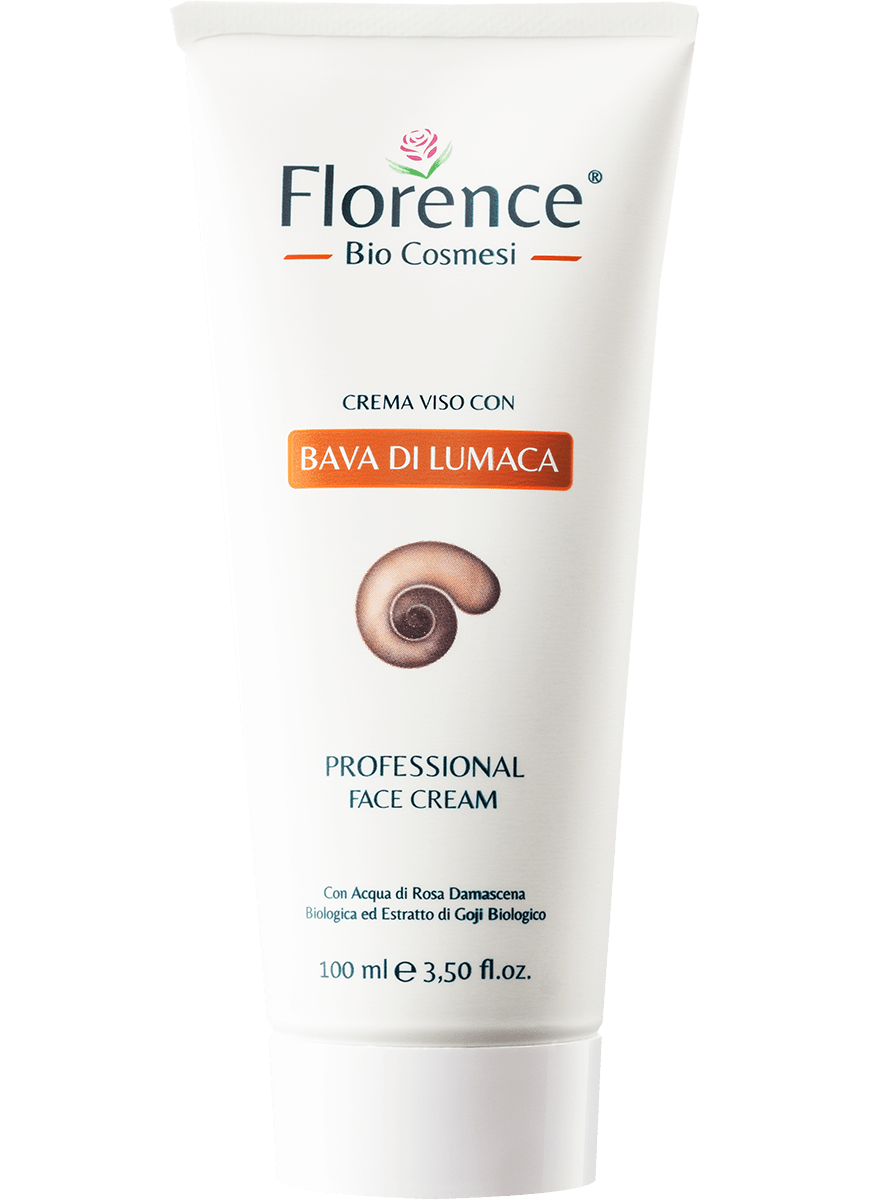 Florence®
Bio Cosmesi
CREMA VISO CON
BAVA DI LUMACA
PROFESSIONAL
FACE CREAM
Con Acqua di Rosa Damascena
Biologica ed Estratto di Goji Biologico
100 ml ℮ 3,50 fl.oz.